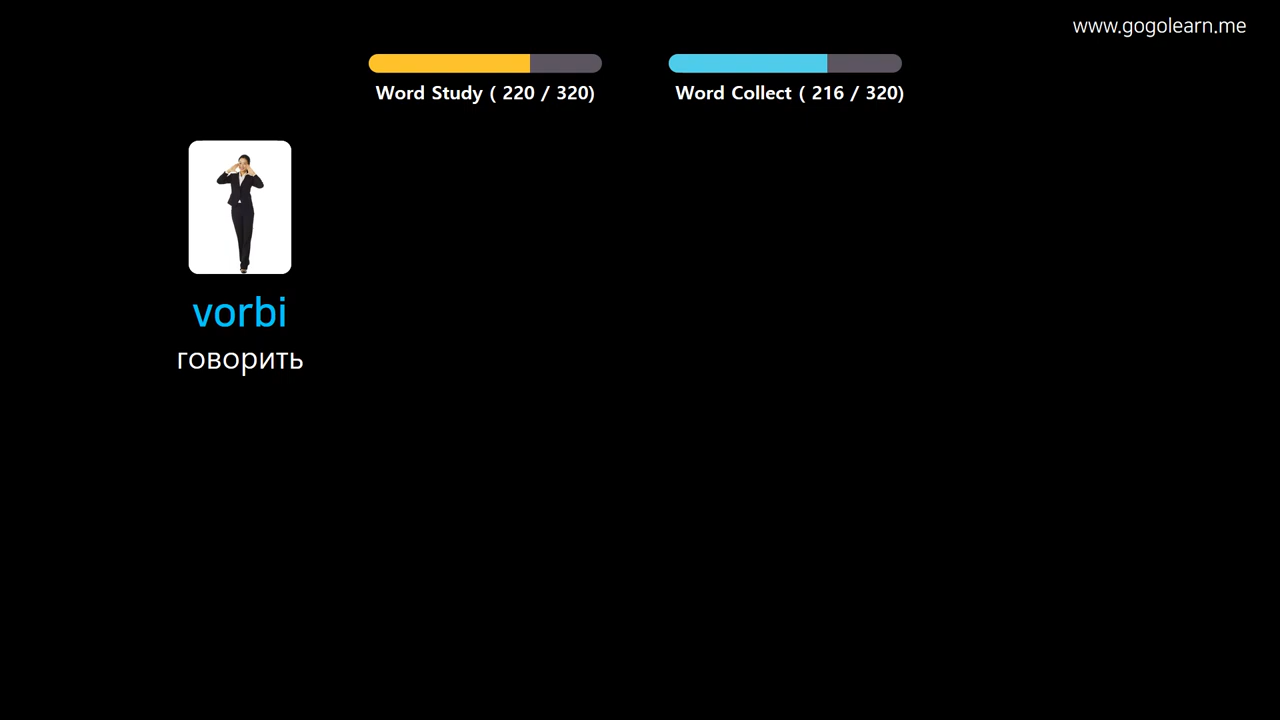 www.gogolearn.me
Word Study ( 220 / 320)
Word Collect ( 216 / 320)
vorbi
говорить